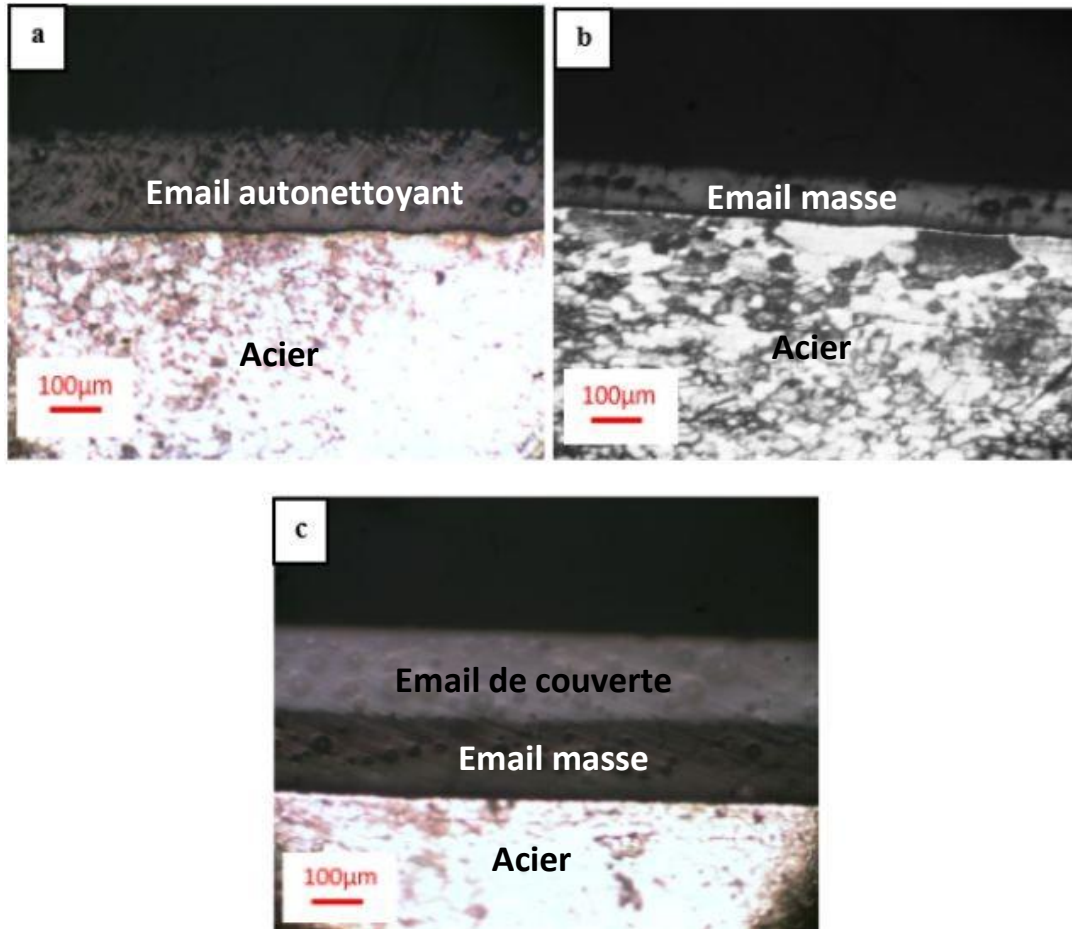 a
Email autonettoyant
Acier
100µm
b
Email masse
Acier
100µm
c
Email de couverte
Email masse
Acier
100µm